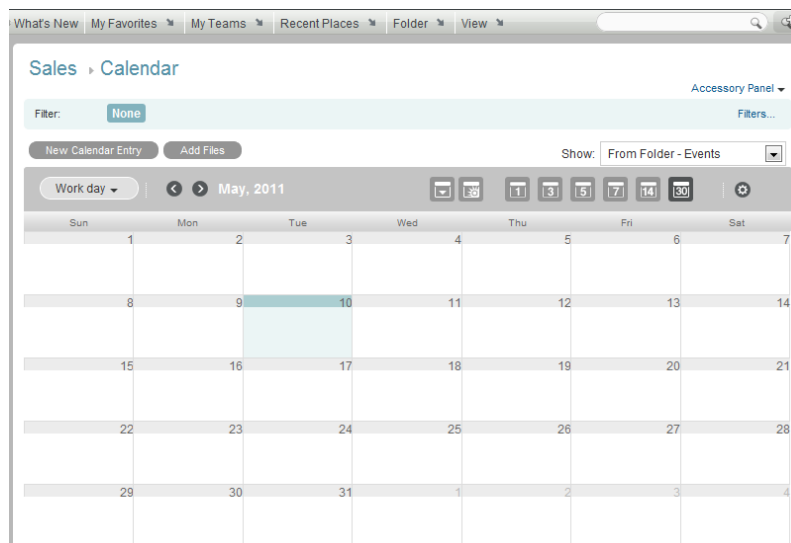 What's New My Favorites My Teams Recent Places Folder View
Sales Calendar
Accessory Panel
Filter: None Filters...
New Calendar Entry Add Files Show: From Folder - Events
Work day May, 2011 1 3 5 7 14 30
Sun Mon Tue Wed Thu Fri Sat
1 2 3 4 5 6 7
8 9 10 11 12 13 14
15 16 17 18 19 20 21
22 23 24 25 26 27 28
29 30 31 1 2 3 4